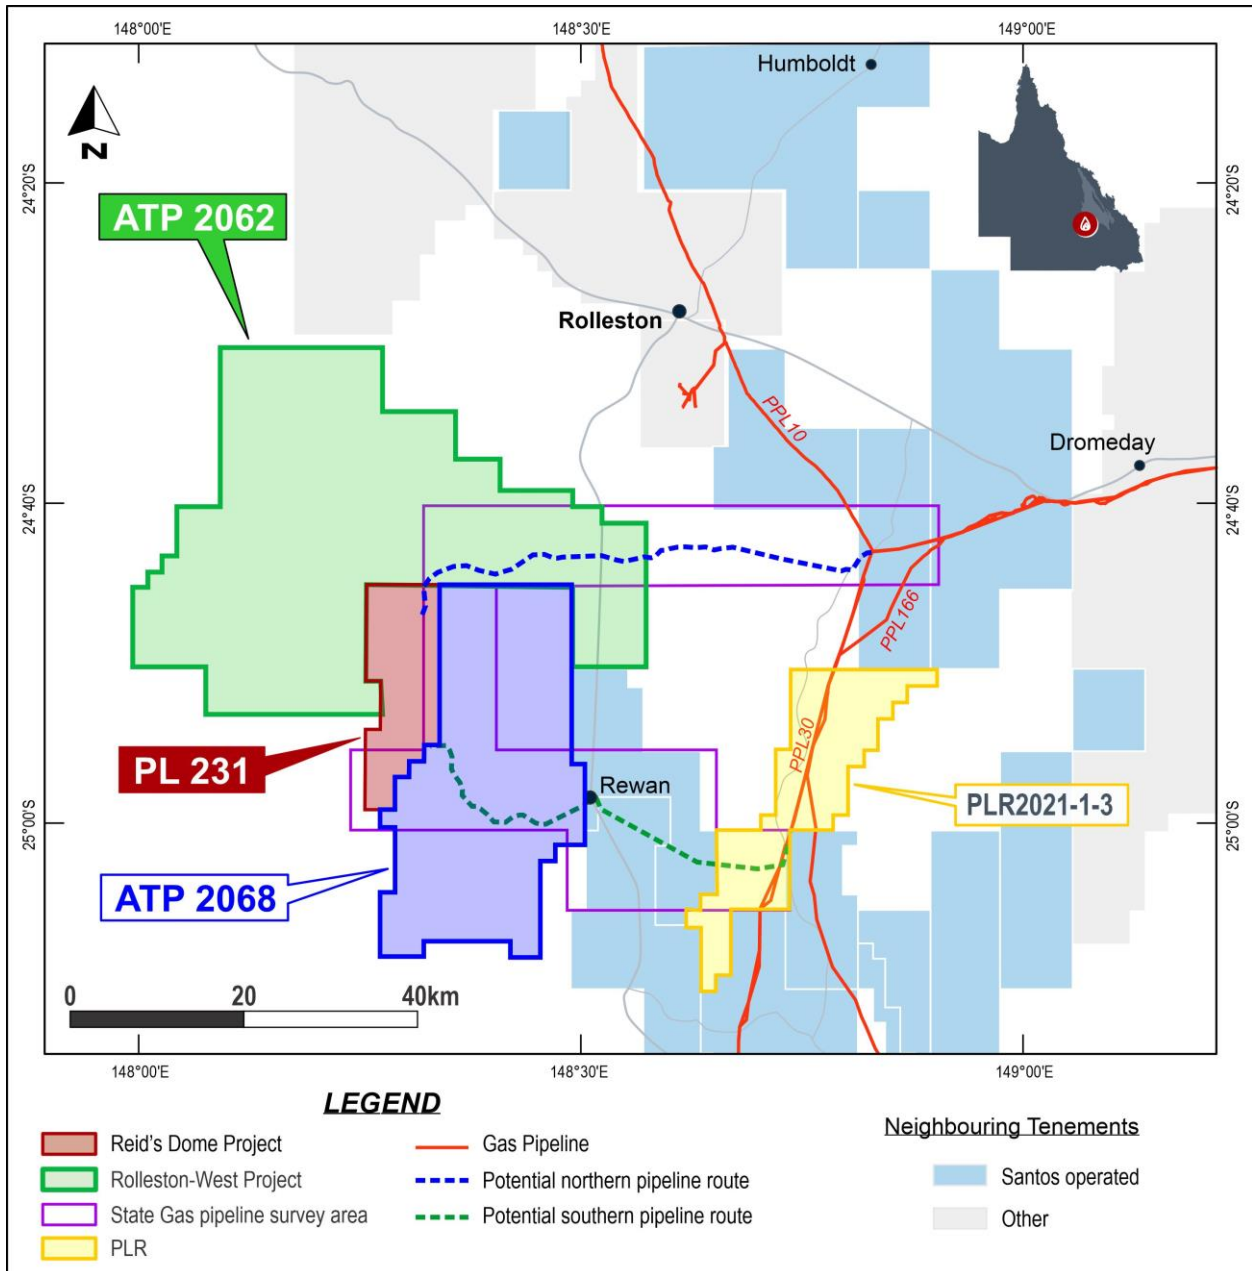 148°00'E
148°30'E
149°00'E
Humboldt
N
24°20'S
24°20'S
ATP 2062
Rolleston
PPL10
Dromeday
24°40'S
24°40'S
PPL166
PL 231
PPL30
Rewan
PLR2021-1-3
25°00'S
25°00'S
ATP 2068
0 20 40km
148°00'E
148°30'E
149°00'E
LEGEND
Reid's Dome Project
Rolleston-West Project
State Gas pipeline survey area
PLR
Gas Pipeline
Potential northern pipeline route
Potential southern pipeline route
Neighbouring Tenements
Santos operated
Other